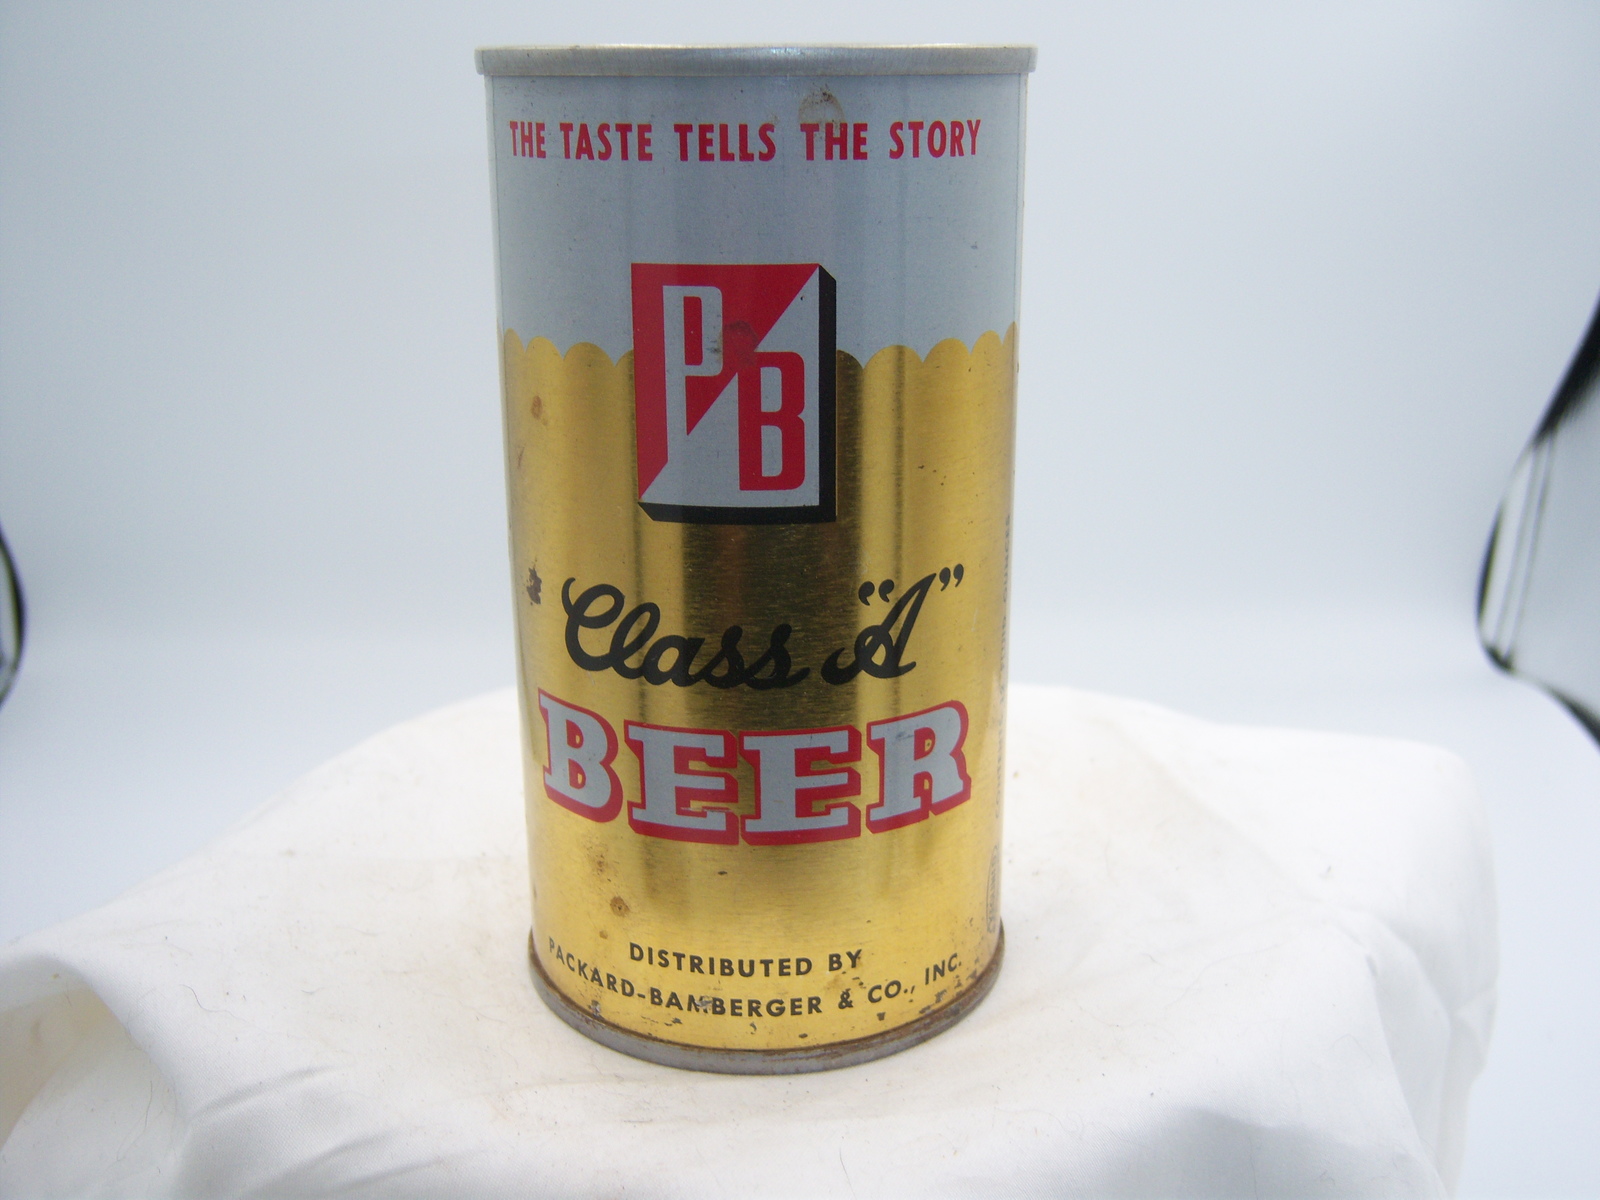 THE TASTE TELLS THE STORY
PB
Class "A"
BEER
DISTRIBUTED BY
PACKARD-BAMBERGER & CO., INC.